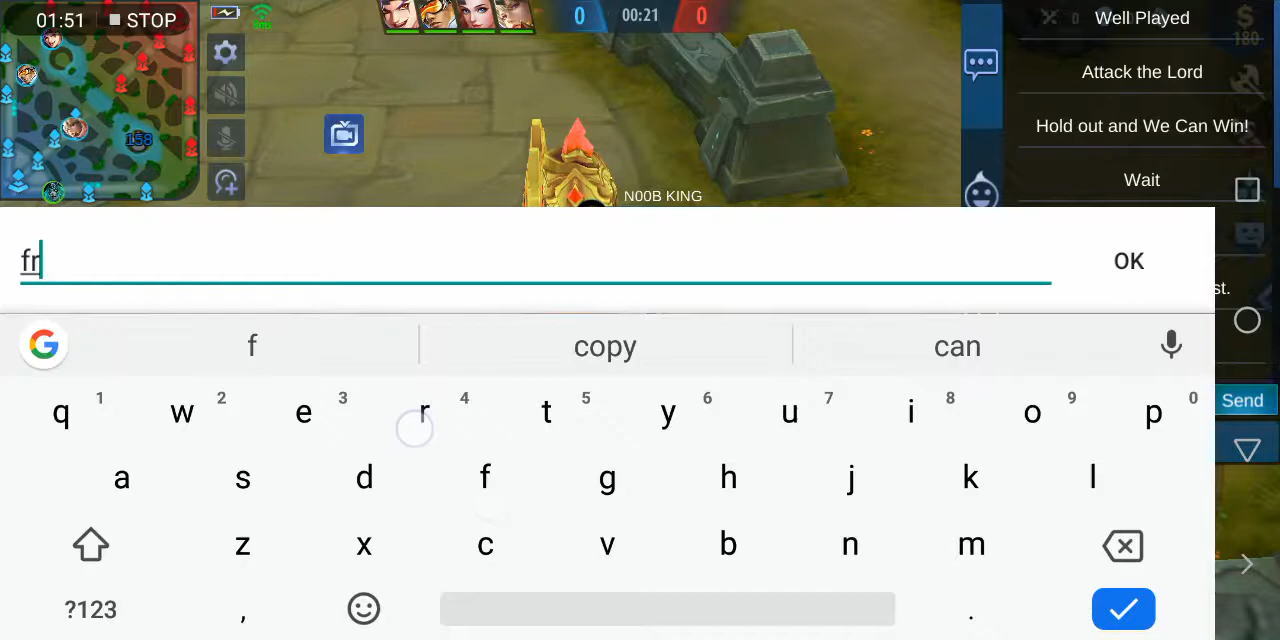 01:51 STOP
0 00:21 0
158
180
N00B KING
Well Played
Attack the Lord
Hold out and We Can Win!
Wait
st.
Send
fr
OK
f copy can
q 1 w 2 e 3 r 4 t 5 y 6 u 7 i 8 o 9 p 0
a s d f g h j k l
z x c v b n m
?123 , .